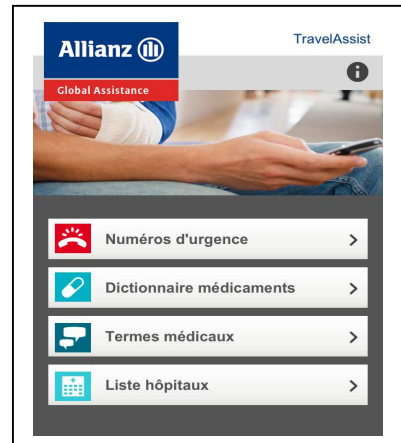 Allianz
TravelAssist
Global Assistance
Numéros d'urgence
Dictionnaire médicaments
Termes médicaux
Liste hôpitaux